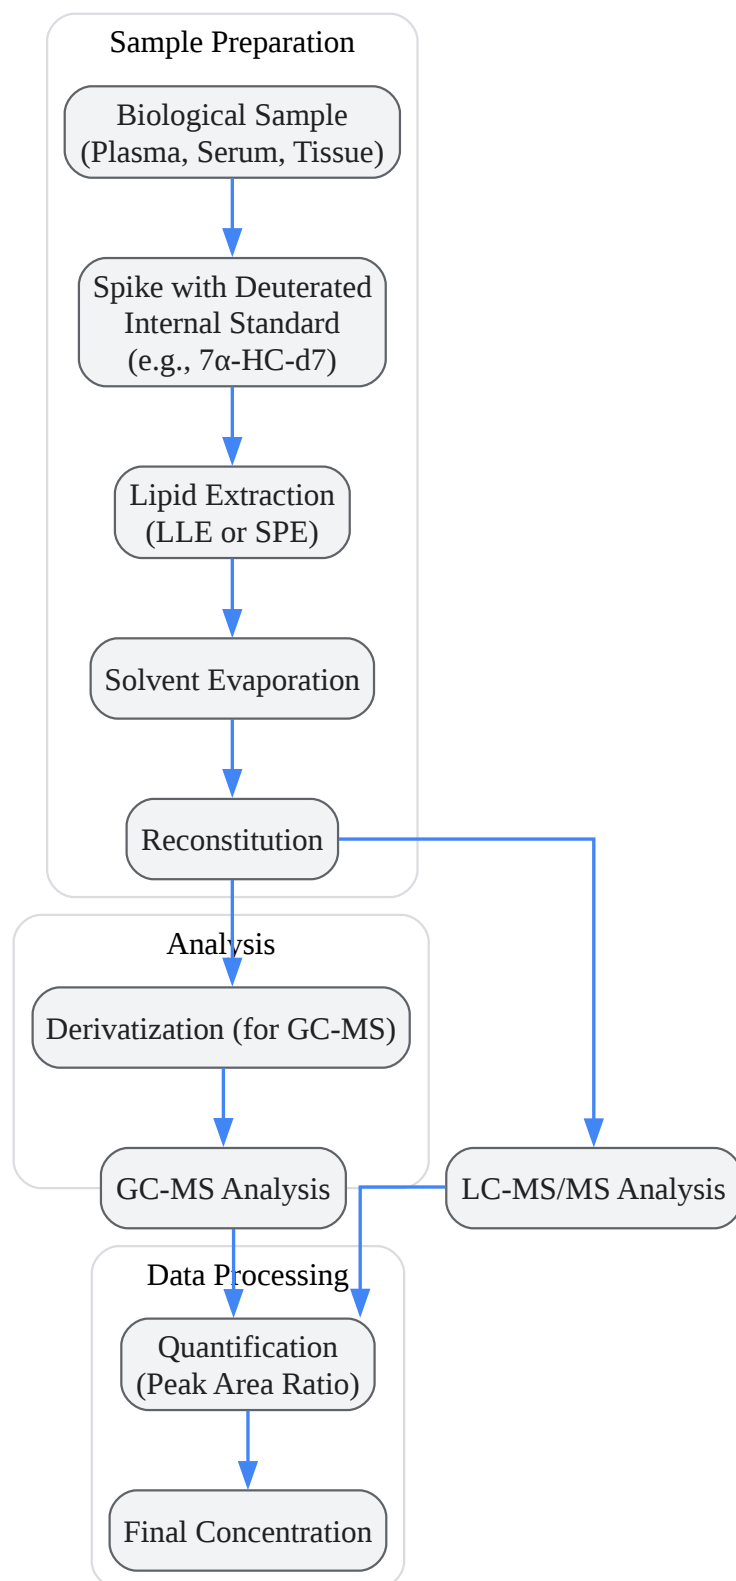 Sample Preparation
Biological Sample
(Plasma, Serum, Tissue)
Spike with Deuterated
Internal Standard
(e.g., 7α-HC-d7)
Lipid Extraction
(LLE or SPE)
Solvent Evaporation
Reconstitution
Analysis
Derivatization (for GC-MS)
GC-MS Analysis
LC-MS/MS Analysis
Data Processing
Quantification
(Peak Area Ratio)
Final Concentration